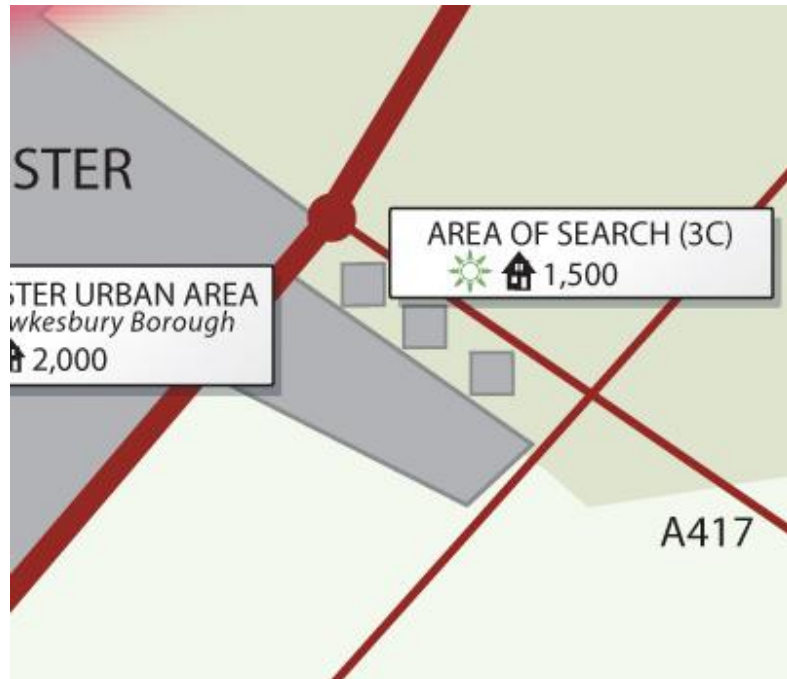 STER
AREA OF SEARCH (3C)
1,500
STER URBAN AREA
wkesbury Borough
2,000
A417